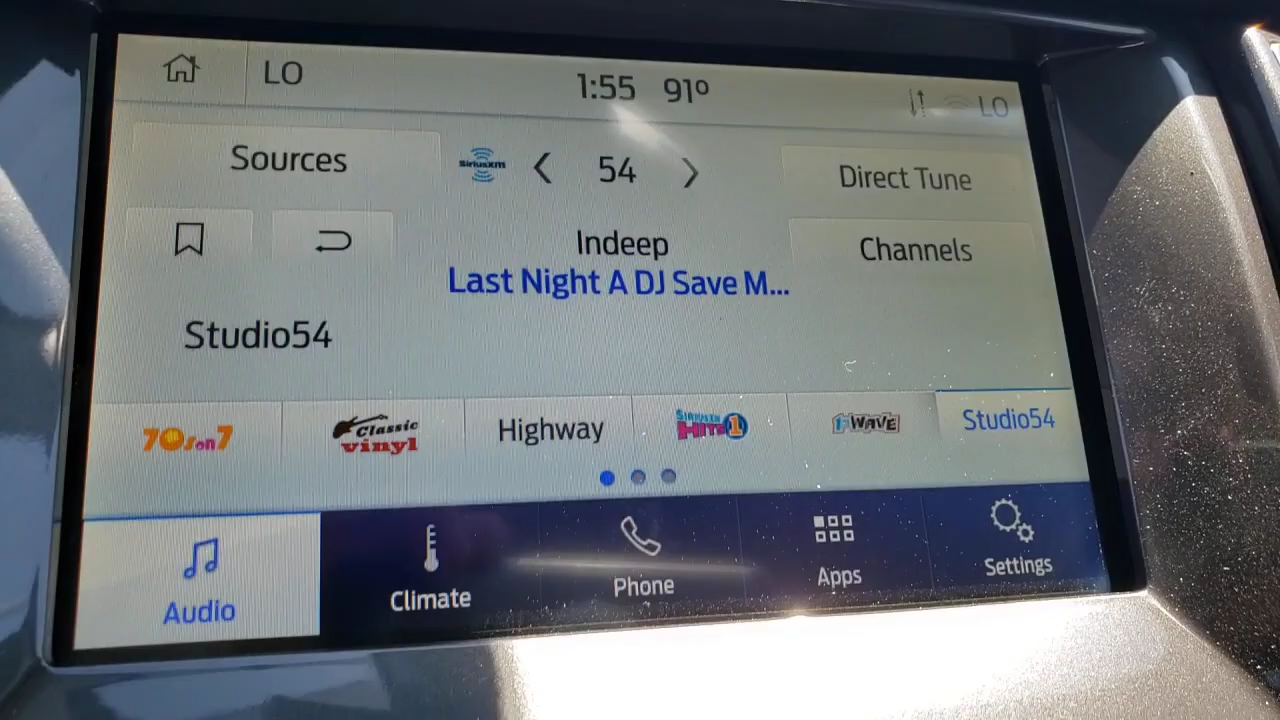 LO 1:55 91º LO
Sources SiriusXM 54 Direct Tune
Indeep Channels
Last Night A DJ Save M...
Studio54
70s on 7 Classic vinyl Highway SiriusXM Hits 1 1st Wave Studio54
Audio Climate Phone Apps Settings